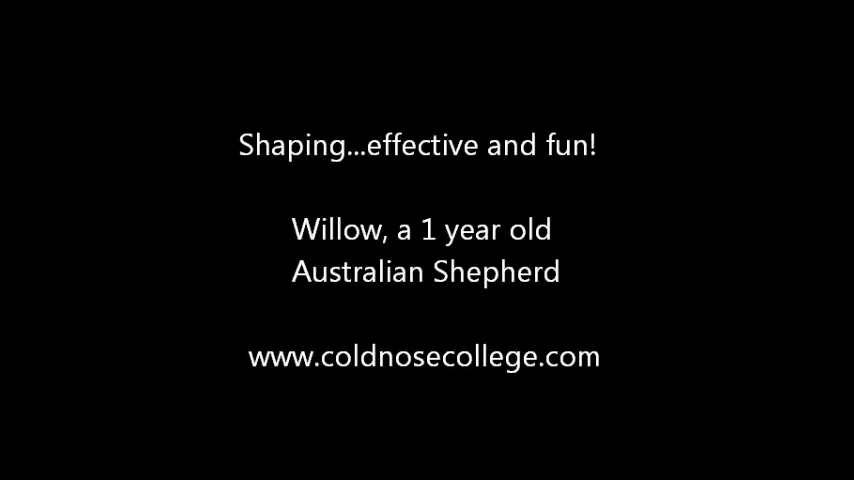 Shaping...effective and fun!
Willow, a 1 year old
Australian Shepherd
www.coldnosecollege.com